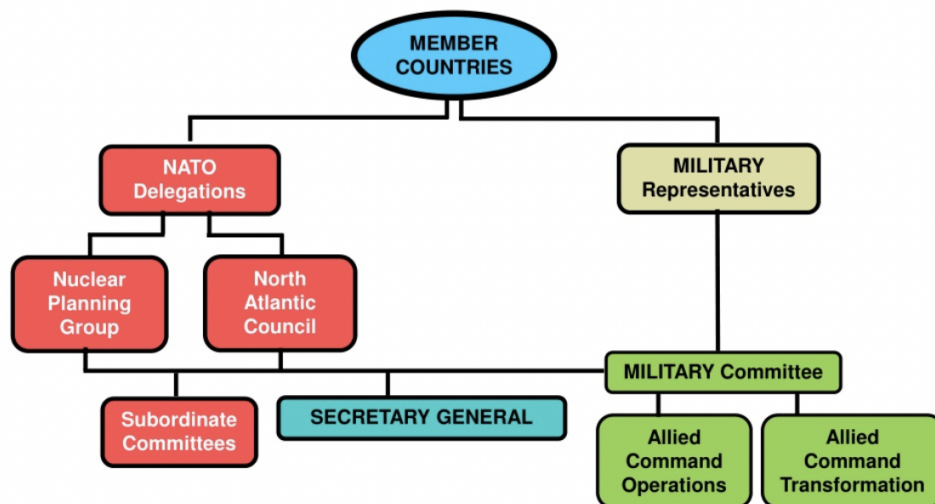 MEMBER
COUNTRIES
NATO
Delegations
MILITARY
Representatives
Nuclear
Planning
Group
North
Atlantic
Council
MILITARY Committee
Subordinate
Committees
SECRETARY GENERAL
Allied
Command
Operations
Allied
Command
Transformation